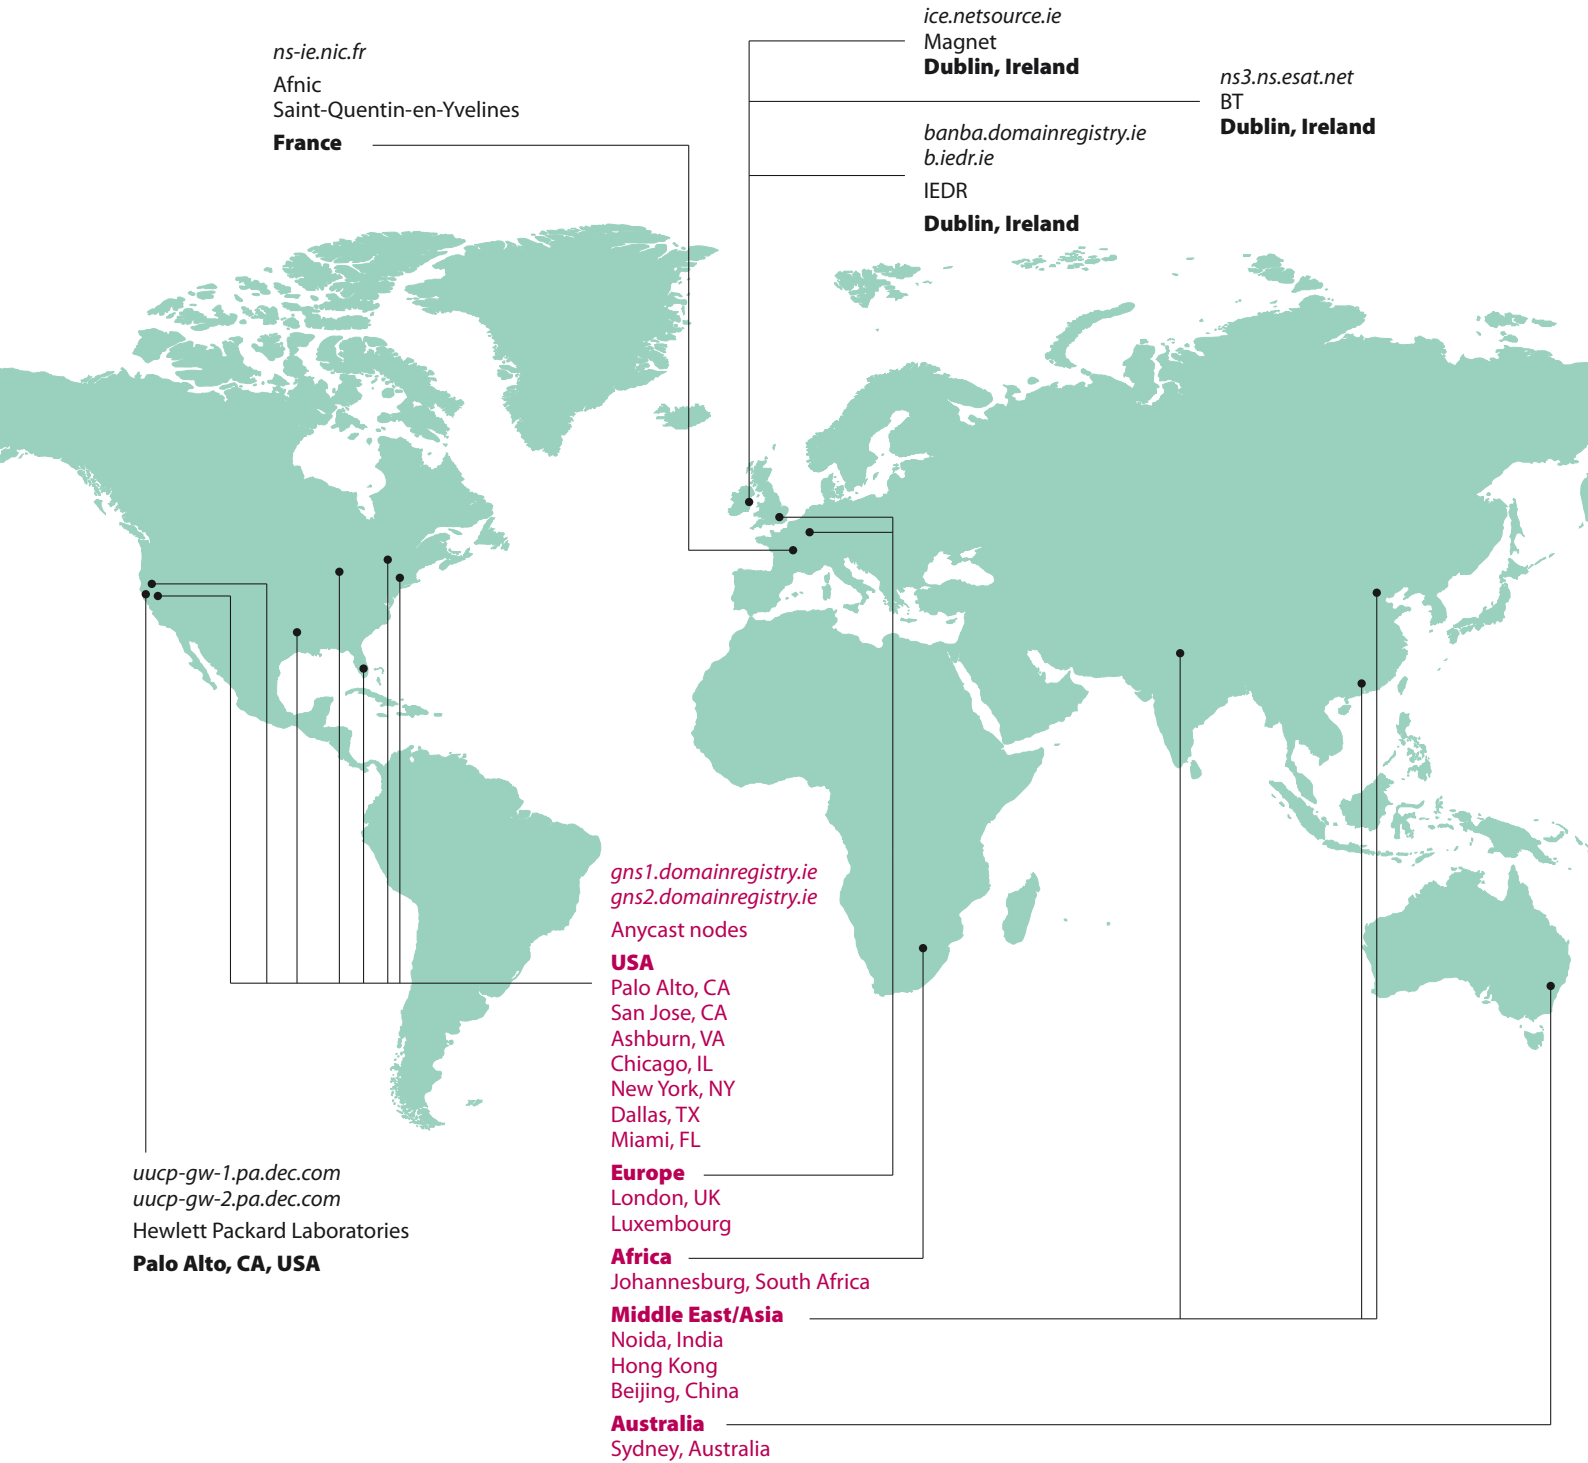 ns-ie.nic.fr
Afnic
Saint-Quentin-en-Yvelines
France
ice.netsource.ie
Magnet
Dublin, Ireland
ns3.ns.esat.net
BT
Dublin, Ireland
banba.domainregistry.ie
b.iedr.ie
IEDR
Dublin, Ireland
gns1.domainregistry.ie
gns2.domainregistry.ie
Anycast nodes
USA
Palo Alto, CA
San Jose, CA
Ashburn, VA
Chicago, IL
New York, NY
Dallas, TX
Miami, FL
Europe
London, UK
Luxembourg
Africa
Johannesburg, South Africa
Middle East/Asia
Noida, India
Hong Kong
Beijing, China
Australia
Sydney, Australia
uucp-gw-1.pa.dec.com
uucp-gw-2.pa.dec.com
Hewlett Packard Laboratories
Palo Alto, CA, USA